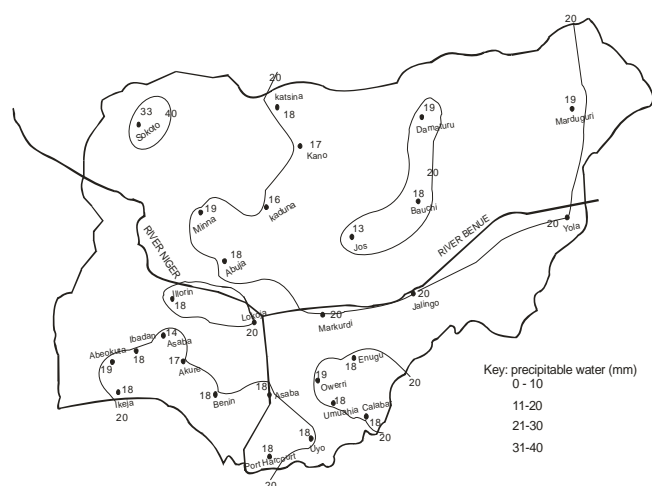 20
20
katsina
18
33
40
Sokoto
19
Damaturu
19
Marduguri
17
Kano
20
16
kaduna
19
Minna
18
Bauchi
13
Jos
18
Abuja
RIVER NIGER
RIVER BENUE
20
Yola
Illorin
18
Lokoja
20
20
Markurdi
20
Jalingo
Ibadan
14
Asaba
Abeokuta
19
18
17
Akure
18
Ikeja
20
18
Benin
18
Asaba
18
Enugu
19
Owerri
20
18
Umuahia
Calabar
18
20
18
Uyo
18
Port Harcourt
20
Key: precipitable water (mm)
0 - 10
11-20
21-30
31-40